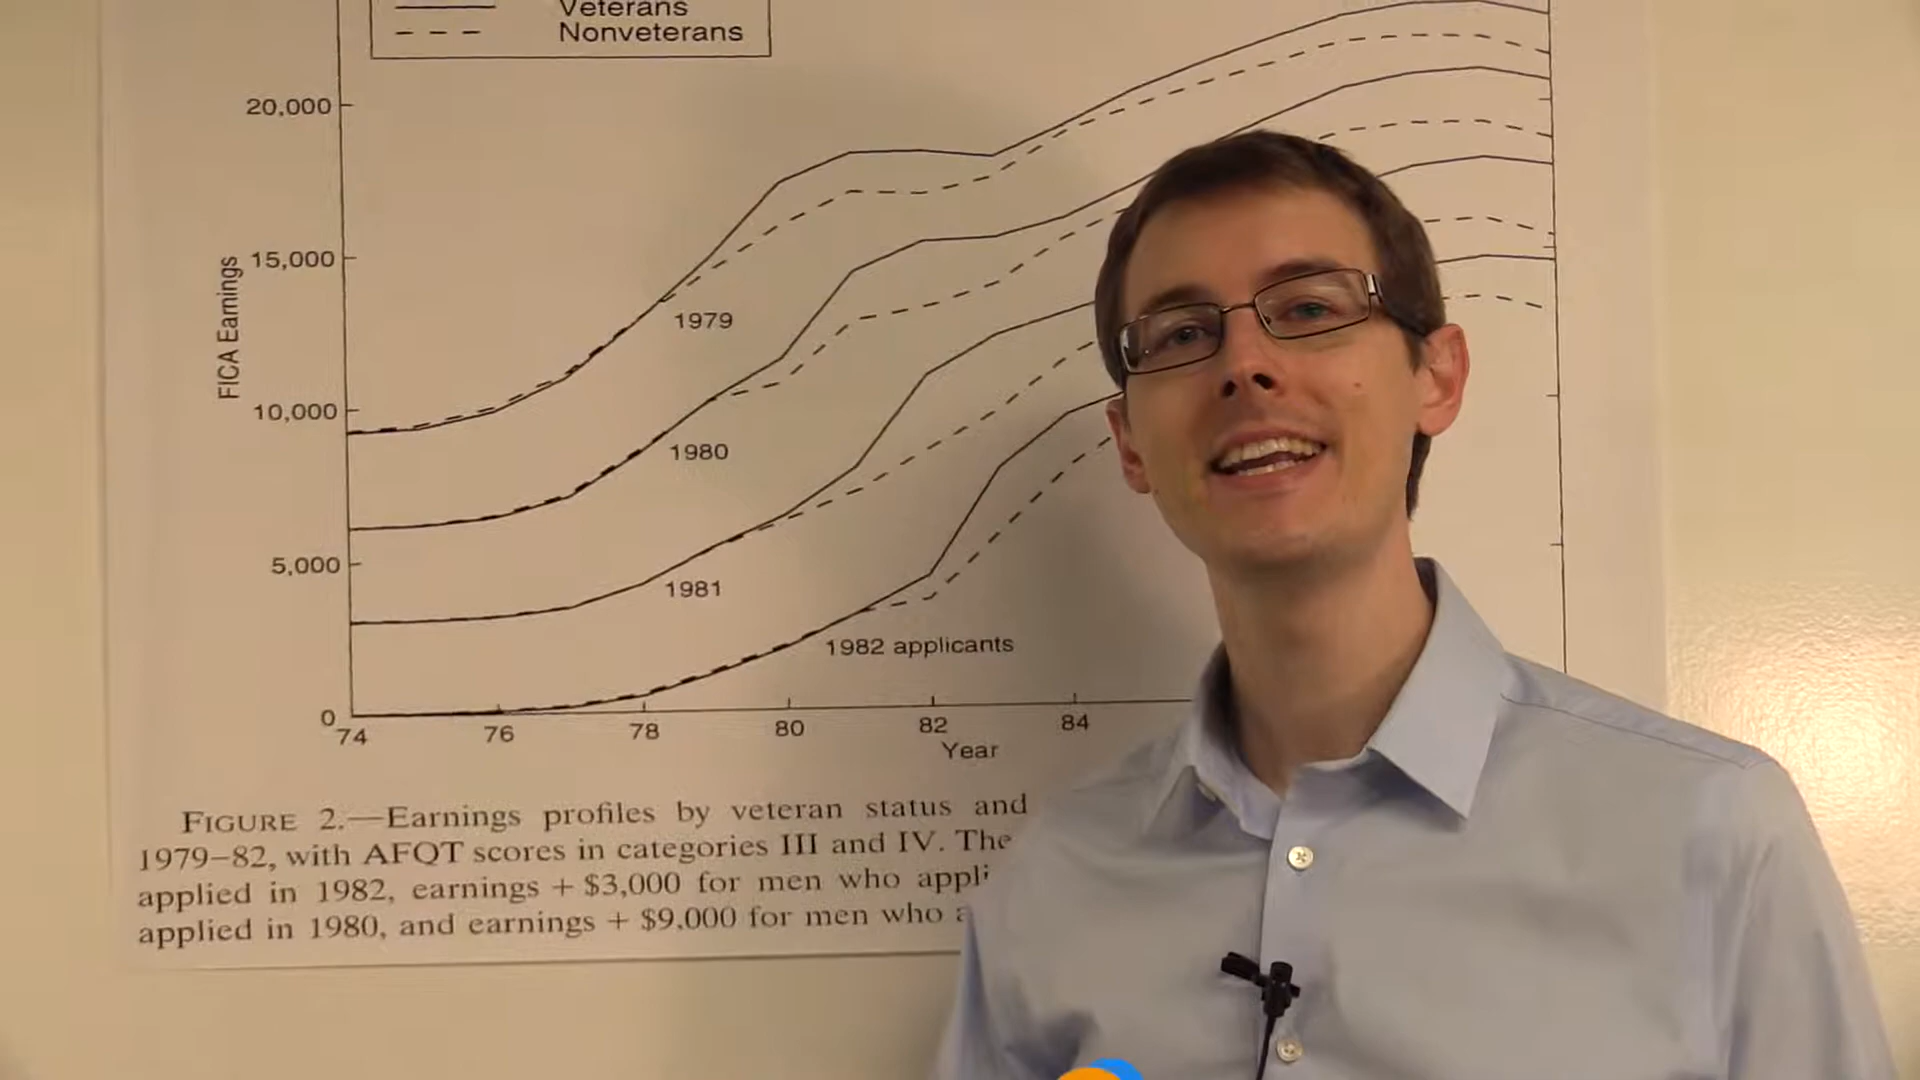 Veterans
Nonveterans
20,000
15,000
10,000
5,000
0
FICA Earnings
1979
1980
1981
1982 applicants
74 76 78 80 82 84
Year
FIGURE 2.—Earnings profiles by veteran status and
1979–82, with AFQT scores in categories III and IV. The
applied in 1982, earnings + $3,000 for men who
applied in 1980, and earnings + $9,000 for men who